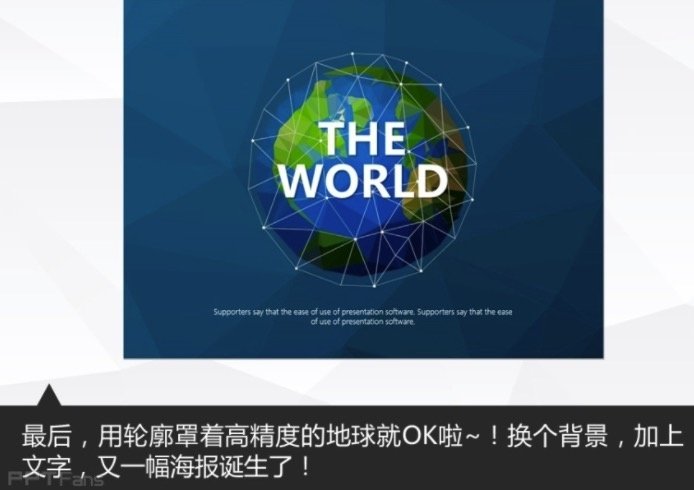 THE
WORLD
Supporters say that the ease of use of presentation software. Supporters say that the ease
of use of presentation software.
最后，用轮廓罩着高精度的地球就OK啦~！换个背景，加上
文字，又一幅海报诞生了！
PPTFans